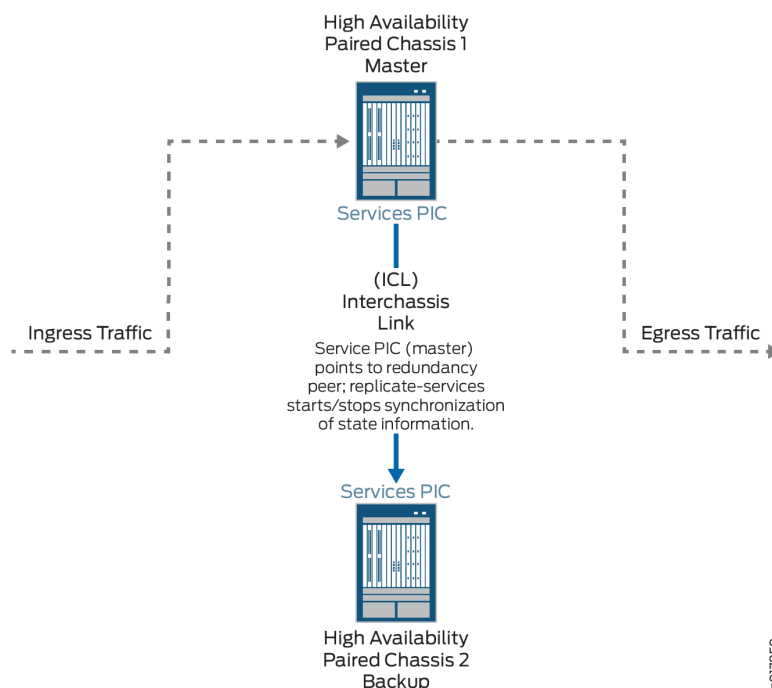 High Availability
Paired Chassis 1
Master
Services PIC
(ICL)
Interchassis
Link
Ingress Traffic
Egress Traffic
Service PIC (master)
points to redundancy
peer; replicate-services
starts/stops synchronization
of state information.
Services PIC
High Availability
Paired Chassis 2
Backup